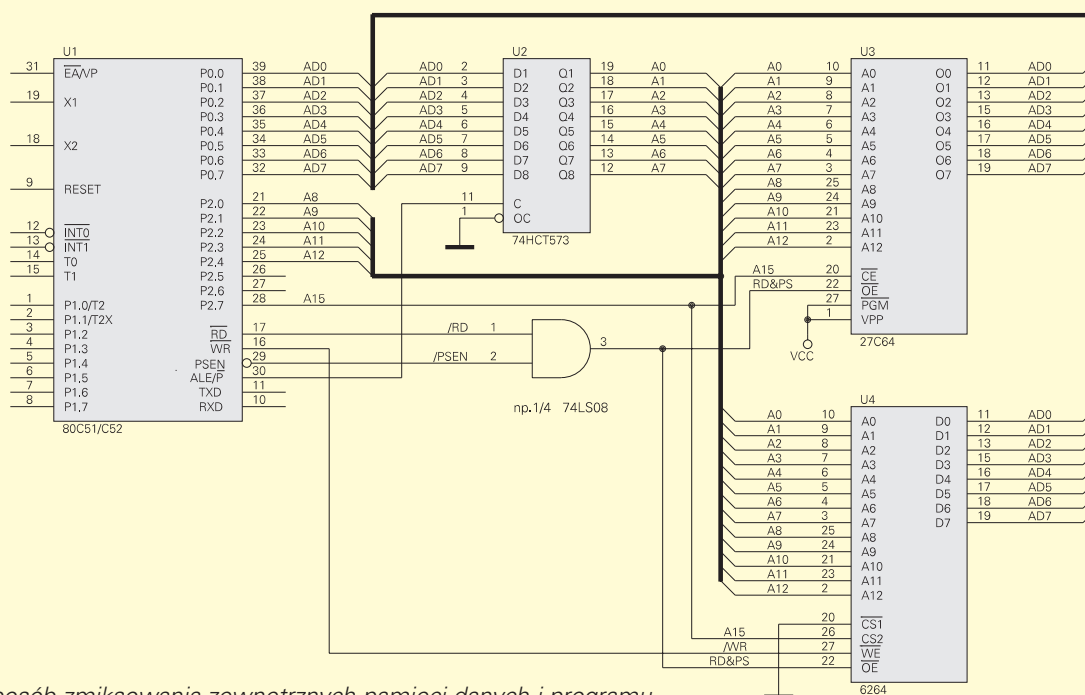 U1
31 EA/VP P0.0 39 AD0
P0.1 38 AD1
19 X1 P0.2 37 AD2
P0.3 36 AD3
P0.4 35 AD4
18 X2 P0.5 34 AD5
P0.6 33 AD6
P0.7 32 AD7
9 RESET
P2.0 21 A8
P2.1 22 A9
12 INT0 P2.2 23 A10
13 INT1 P2.3 24 A11
14 T0 P2.4 25 A12
15 T1 P2.5 26
P2.6 27
1 P1.0/T2 P2.7 28 A15
2 P1.1/T2X
3 P1.2 RD 17
4 P1.3 WR 16
5 P1.4 PSEN 29
6 P1.5 ALE/P 30
7 P1.6 TXD 11
8 P1.7 RXD 10
80C51/C52
/RD 1
/PSEN 2
3
np.1/4 74LS08
U2
AD0 2 D1 Q1 19 A0
AD1 3 D2 Q2 18 A1
AD2 4 D3 Q3 17 A2
AD3 5 D4 Q4 16 A3
AD4 6 D5 Q5 15 A4
AD5 7 D6 Q6 14 A5
AD6 8 D7 Q7 13 A6
AD7 9 D8 Q8 12 A7
11 C
1 OC
74HCT573
U3
A0 10 A0 O0 11 AD0
A1 9 A1 O1 12 AD1
A2 8 A2 O2 13 AD2
A3 7 A3 O3 15 AD3
A4 6 A4 O4 16 AD4
A5 5 A5 O5 17 AD5
A6 4 A6 O6 18 AD6
A7 3 A7 O7 19 AD7
A8 25 A8
A9 24 A9
A10 21 A10
A11 23 A11
A12 2 A12
A15 20 CE
RD&PS 22 OE
27 PGM
1 VPP
VCC
27C64
U4
A0 10 A0 D0 11 AD0
A1 9 A1 D1 12 AD1
A2 8 A2 D2 13 AD2
A3 7 A3 D3 15 AD3
A4 6 A4 D4 16 AD4
A5 5 A5 D5 17 AD5
A6 4 A6 D6 18 AD6
A7 3 A7 D7 19 AD7
A8 25 A8
A9 24 A9
A10 21 A10
A11 23 A11
A12 2 A12
20 CS1
A15 26 CS2
/WR 27 WE
RD&PS 22 OE
6264